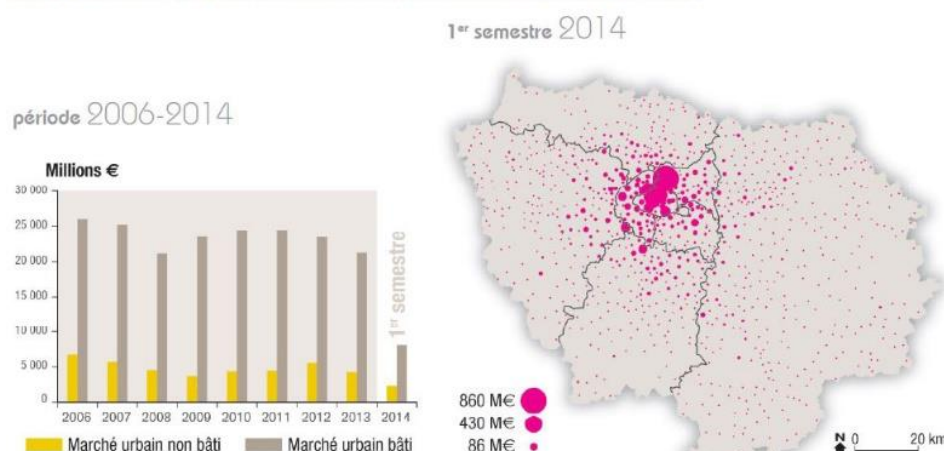 1er semestre 2014
période 2006-2014
Millions €
30 000
25 000
20 000
15 000
10 000
5 000
0
2006 2007 2008 2009 2010 2011 2012 2013 2014
1er semestre
Marché urbain non bâti Marché urbain bâti
860 M€
430 M€
86 M€
N 0 20 km